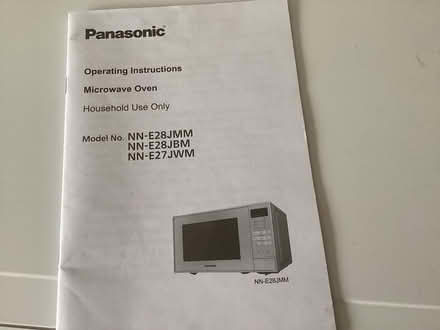 Panasonic
Operating Instructions
Microwave Oven
Household Use Only
Model No. NN-E28JMM
NN-E28JBM
NN-E27JWM
NN-E28JMM